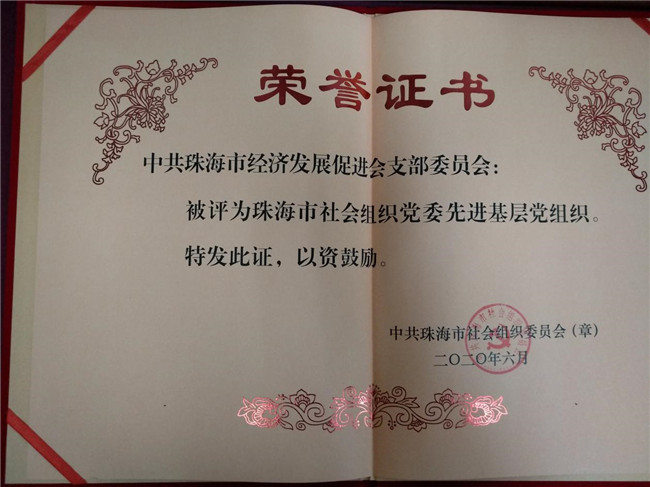 荣誉证书
中共珠海市经济发展促进会支部委员会：
被评为珠海市社会组织党委先进基层党组织。
特发此证，以资鼓励。
中共珠海市社会组织委员会（章）
二〇二〇年六月